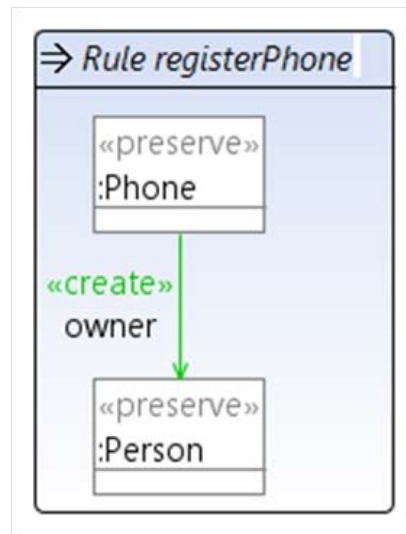 ⇒ Rule registerPhone
«preserve»
:Phone
«create»
owner
«preserve»
:Person